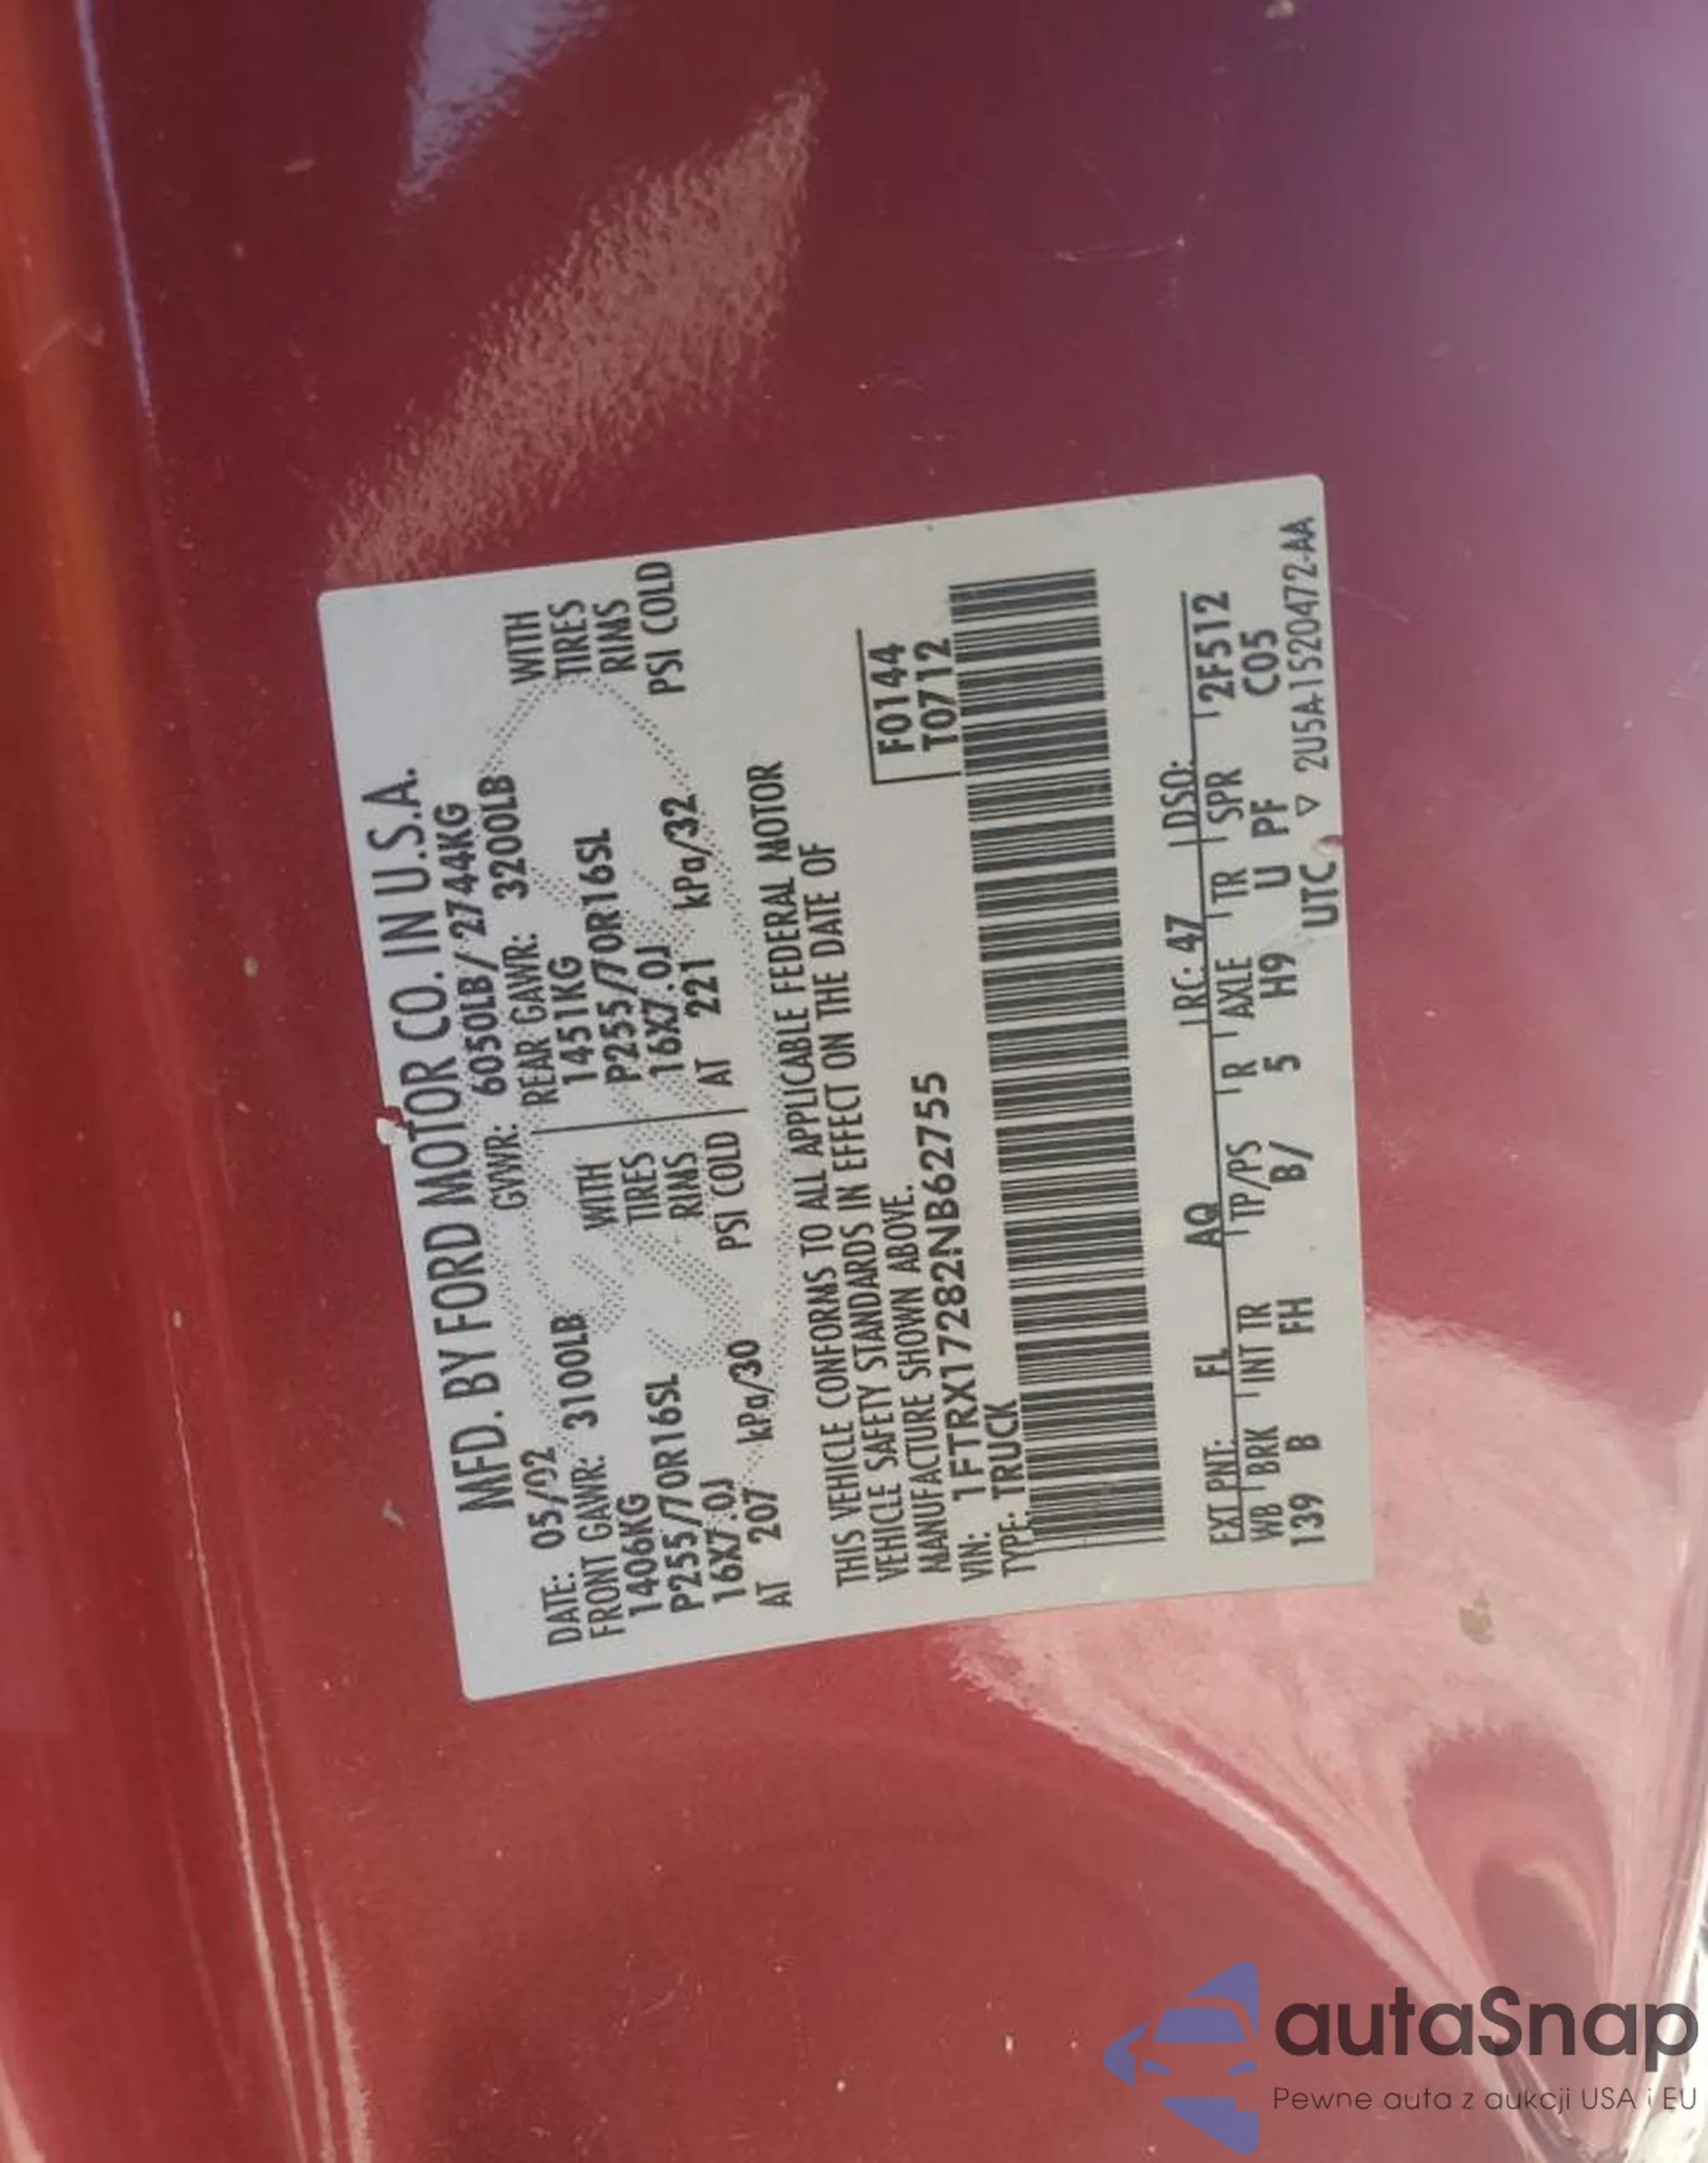 MFD. BY FORD MOTOR CO. IN U.S.A.
DATE: 05/02 GVWR: 6050LB/2744KG
FRONT GAWR: 3100LB REAR GAWR: 3200LB
1406KG WITH 1451KG WITH
P255/70R16SL TIRES P255/70R16SL TIRES
16X7.0J RIMS 16X7.0J RIMS
AT 207 kPa/30 PSI COLD AT 221 kPa/32 PSI COLD
THIS VEHICLE CONFORMS TO ALL APPLICABLE FEDERAL MOTOR
VEHICLE SAFETY STANDARDS IN EFFECT ON THE DATE OF
MANUFACTURE SHOWN ABOVE.
F0144
VIN: 1FTRX17282NB62755
T0712
TYPE: TRUCK
EXT PNT: FL AQ RC: 47 DSO:
WB BRK INT TR TP/PS R AXLE TR SPR 2F512
139 B FH B/ 5 H9 U PF C05
UTC ▽ 2U5A-1520472-AA
autaSnap
Pewne auta z aukcji USA i EU